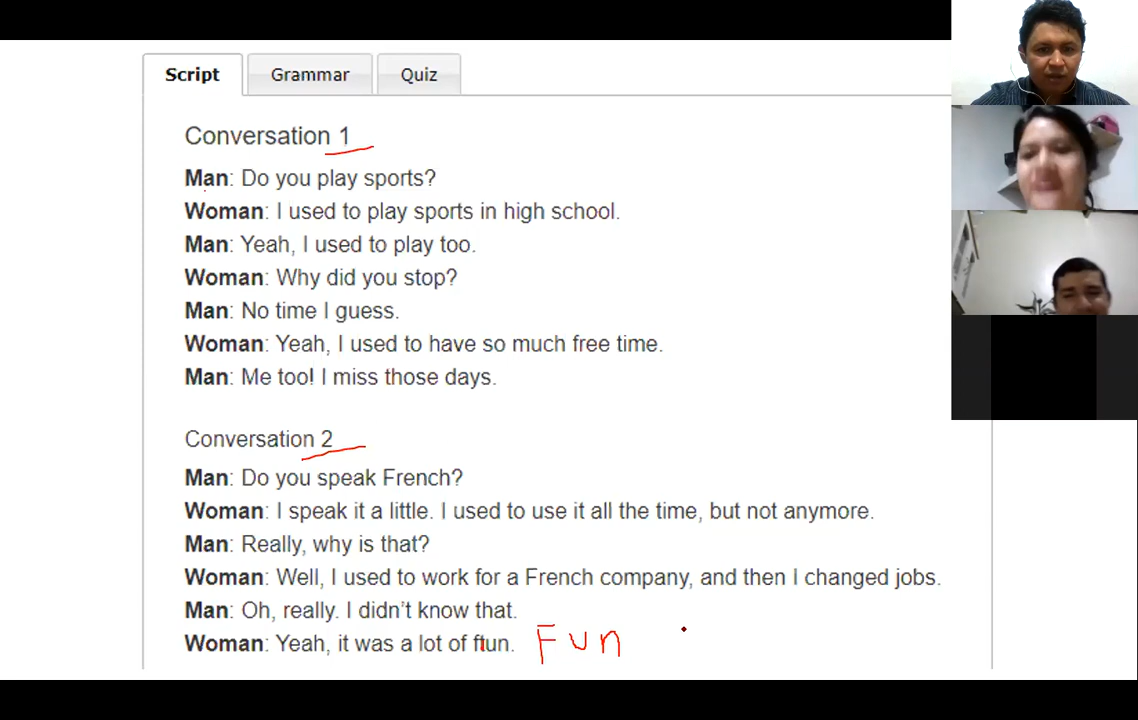 Script Grammar Quiz
Conversation 1
Man: Do you play sports?
Woman: I used to play sports in high school.
Man: Yeah, I used to play too.
Woman: Why did you stop?
Man: No time I guess.
Woman: Yeah, I used to have so much free time.
Man: Me too! I miss those days.
Conversation 2
Man: Do you speak French?
Woman: I speak it a little. I used to use it all the time, but not anymore.
Man: Really, why is that?
Woman: Well, I used to work for a French company, and then I changed jobs.
Man: Oh, really. I didn't know that.
Woman: Yeah, it was a lot of fun. Fun